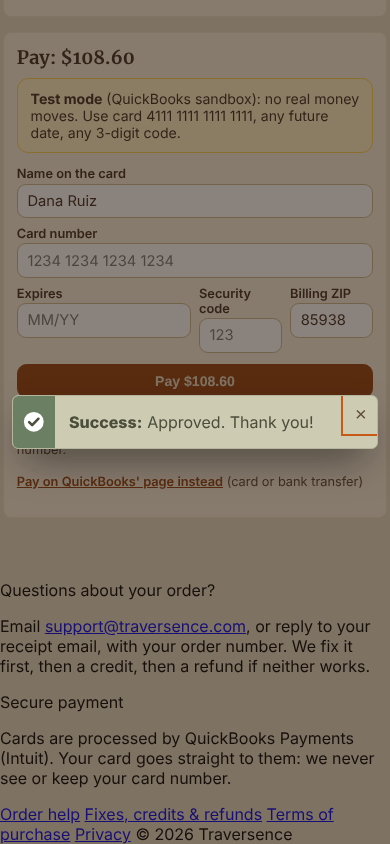 Pay: $108.60
Test mode (QuickBooks sandbox): no real money
moves. Use card 4111 1111 1111 1111, any future
date, any 3-digit code.
Name on the card
Dana Ruiz
Card number
1234 1234 1234 1234
Expires
Security
code
Billing ZIP
MM/YY
123
85938
Pay $108.60
Success: Approved. Thank you!
×
number.
Pay on QuickBooks' page instead (card or bank transfer)
Questions about your order?
Email support@traversence.com, or reply to your
receipt email, with your order number. We fix it
first, then a credit, then a refund if neither works.
Secure payment
Cards are processed by QuickBooks Payments
(Intuit). Your card goes straight to them: we never
see or keep your card number.
Order help Fixes, credits & refunds Terms of
purchase Privacy © 2026 Traversence